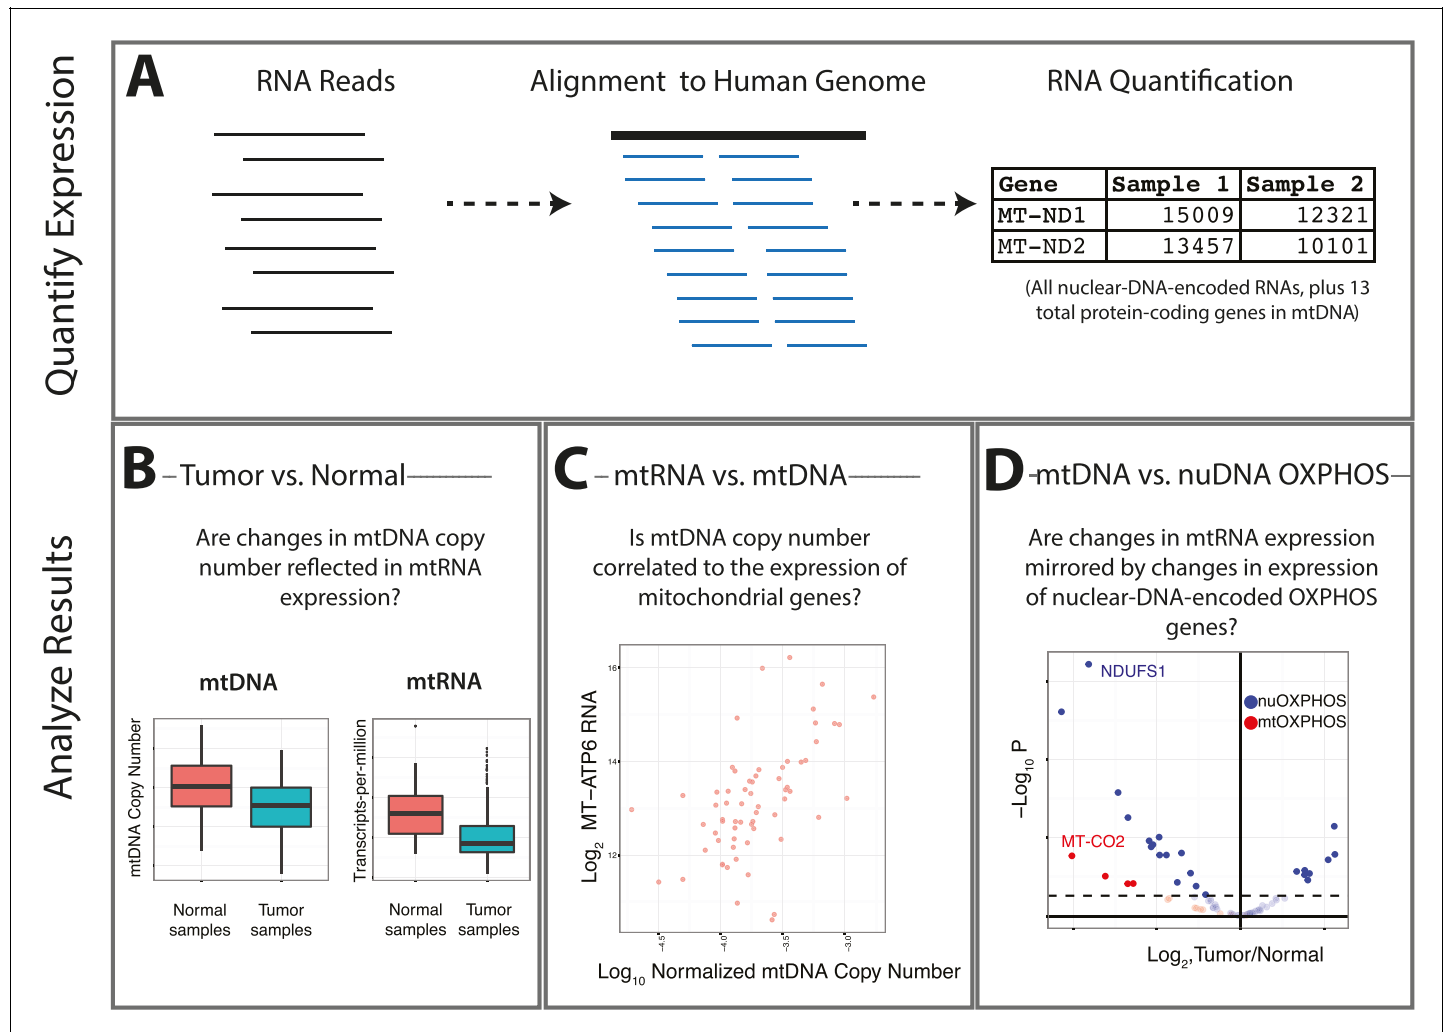 Quantify Expression
A
RNA Reads
Alignment to Human Genome
RNA Quantification
Gene Sample 1 Sample 2
MT-ND1 15009 12321
MT-ND2 13457 10101
(All nuclear-DNA-encoded RNAs, plus 13
total protein-coding genes in mtDNA)
Analyze Results
B
Tumor vs. Normal
Are changes in mtDNA copy
number reflected in mtRNA
expression?
mtDNA
mtDNA Copy Number
Normal
samples
Tumor
samples
mtRNA
Transcripts-per-million
Normal
samples
Tumor
samples
C
mtRNA vs. mtDNA
Is mtDNA copy number
correlated to the expression of
mitochondrial genes?
Log2 MT−ATP6 RNA
16
14
12
−4.5
−4.0
−3.5
−3.0
Log10 Normalized mtDNA Copy Number
D
mtDNA vs. nuDNA OXPHOS
Are changes in mtRNA expression
mirrored by changes in expression
of nuclear-DNA-encoded OXPHOS
genes?
−Log10 P
NDUFS1
nuOXPHOS
mtOXPHOS
MT-CO2
Log2,Tumor/Normal